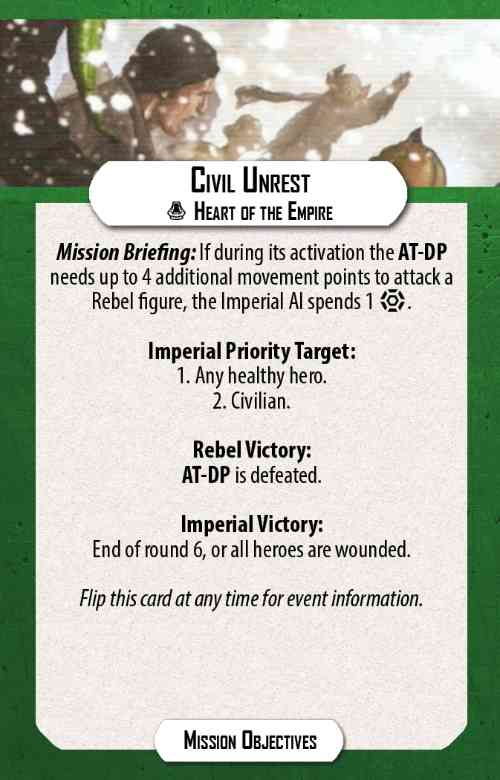 Civil Unrest
Heart of the Empire
Mission Briefing: If during its activation the AT-DP
needs up to 4 additional movement points to attack a
Rebel figure, the Imperial AI spends 1 .
Imperial Priority Target:
1. Any healthy hero.
2. Civilian.
Rebel Victory:
AT-DP is defeated.
Imperial Victory:
End of round 6, or all heroes are wounded.
Flip this card at any time for event information.
Mission Objectives